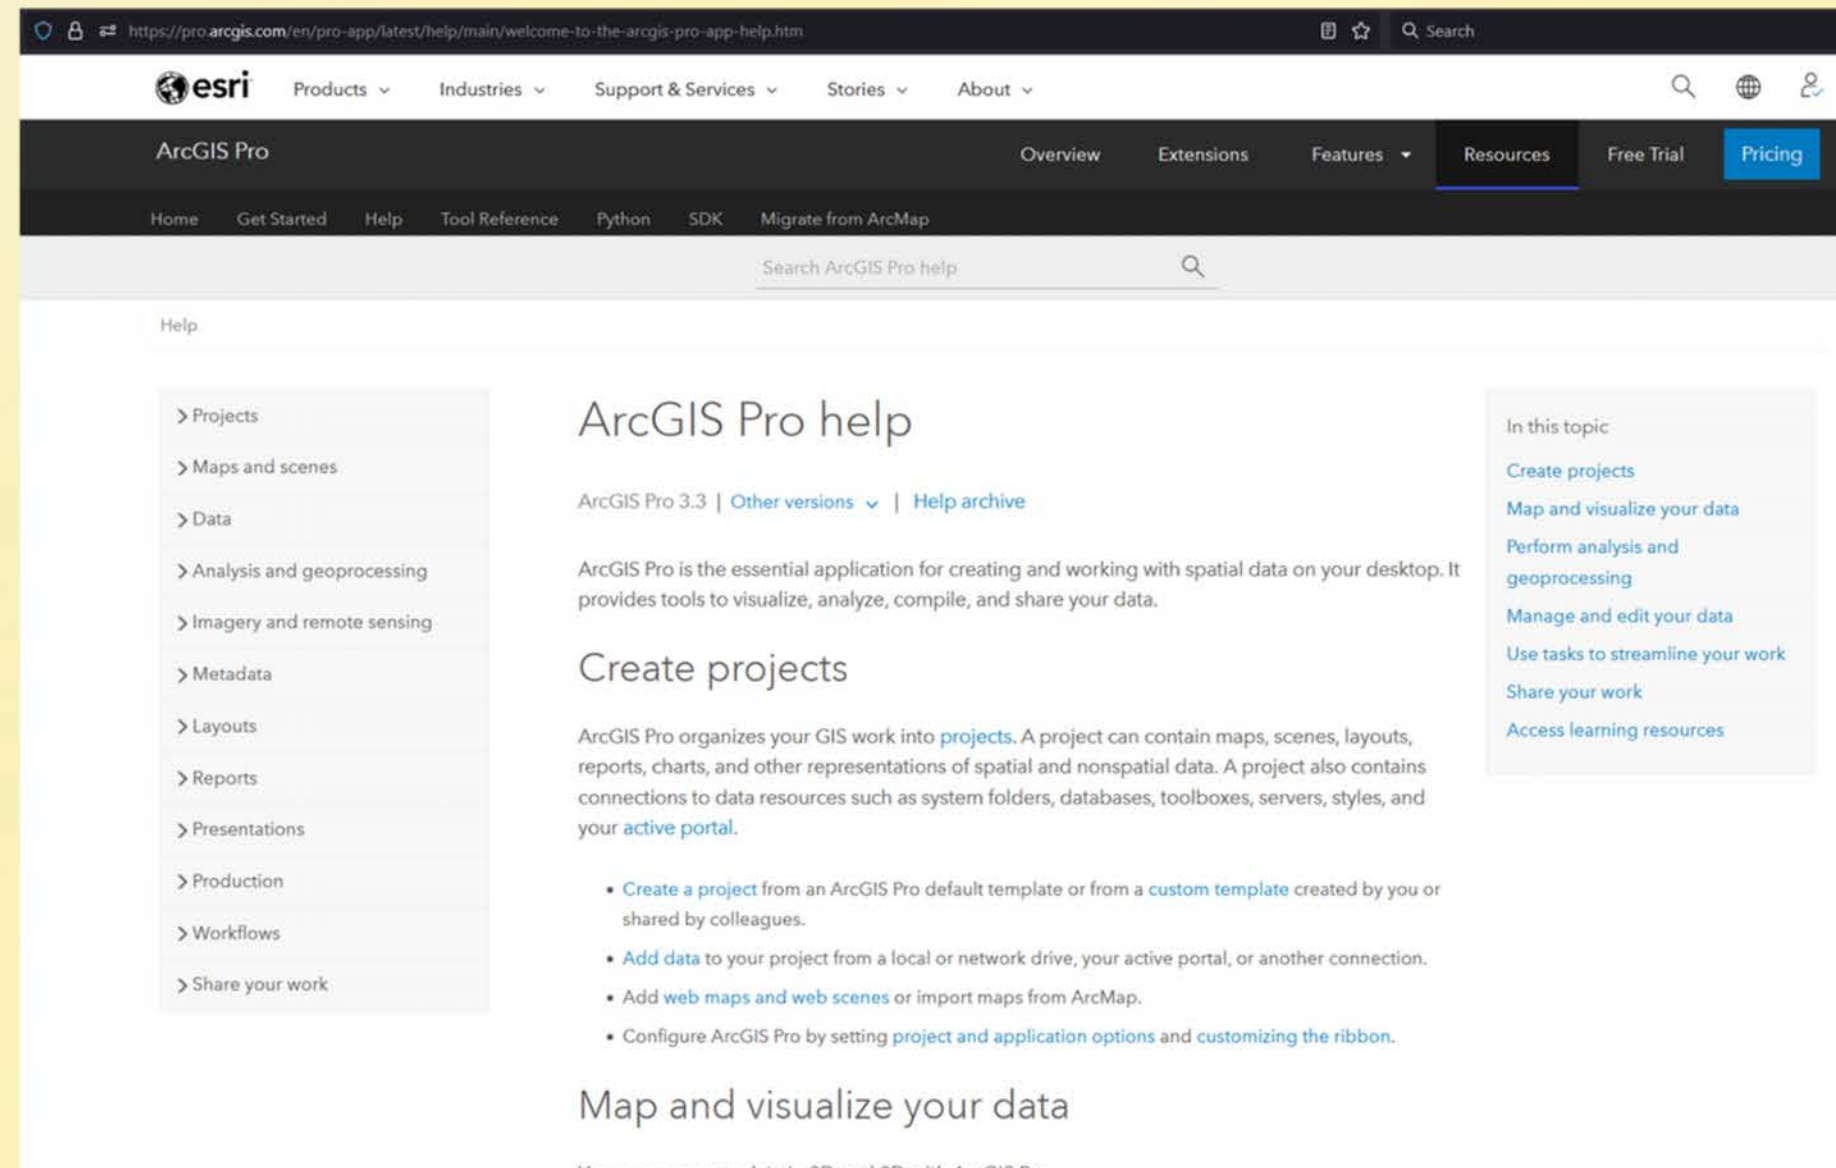 https://pro.arcgis.com/en/pro-app/latest/help/main/welcome-to-the-arcgis-pro-app-help.htm
Search
esri
Products
Industries
Support & Services
Stories
About
ArcGIS Pro
Overview
Extensions
Features
Resources
Free Trial
Pricing
Home
Get Started
Help
Tool Reference
Python
SDK
Migrate from ArcMap
Search ArcGIS Pro help
Help
Projects
Maps and scenes
Data
Analysis and geoprocessing
Imagery and remote sensing
Metadata
Layouts
Reports
Presentations
Production
Workflows
Share your work
ArcGIS Pro help
ArcGIS Pro 3.3 | Other versions | Help archive
ArcGIS Pro is the essential application for creating and working with spatial data on your desktop. It
provides tools to visualize, analyze, compile, and share your data.
Create projects
ArcGIS Pro organizes your GIS work into projects. A project can contain maps, scenes, layouts,
reports, charts, and other representations of spatial and nonspatial data. A project also contains
connections to data resources such as system folders, databases, toolboxes, servers, styles, and
your active portal.
• Create a project from an ArcGIS Pro default template or from a custom template created by you or
shared by colleagues.
• Add data to your project from a local or network drive, your active portal, or another connection.
• Add web maps and web scenes or import maps from ArcMap.
• Configure ArcGIS Pro by setting project and application options and customizing the ribbon.
Map and visualize your data
In this topic
Create projects
Map and visualize your data
Perform analysis and
geoprocessing
Manage and edit your data
Use tasks to streamline your work
Share your work
Access learning resources